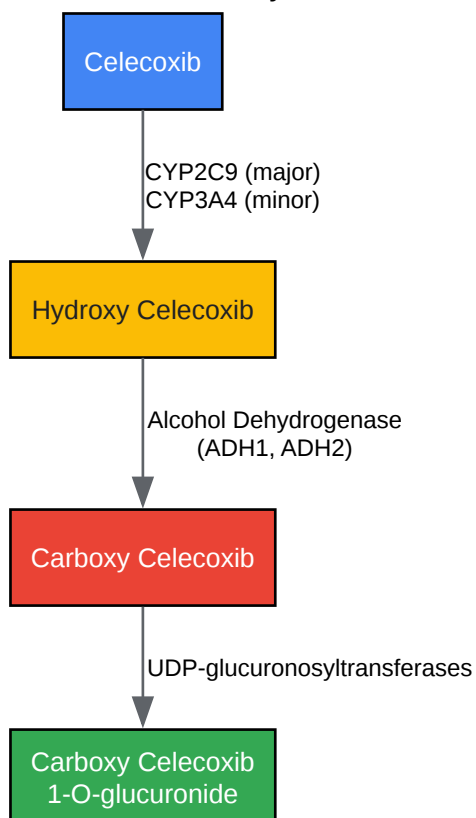 Celecoxib
CYP2C9 (major)
CYP3A4 (minor)
Hydroxy Celecoxib
Alcohol Dehydrogenase
(ADH1, ADH2)
Carboxy Celecoxib
UDP-glucuronosyltransferases
Carboxy Celecoxib
1-O-glucuronide